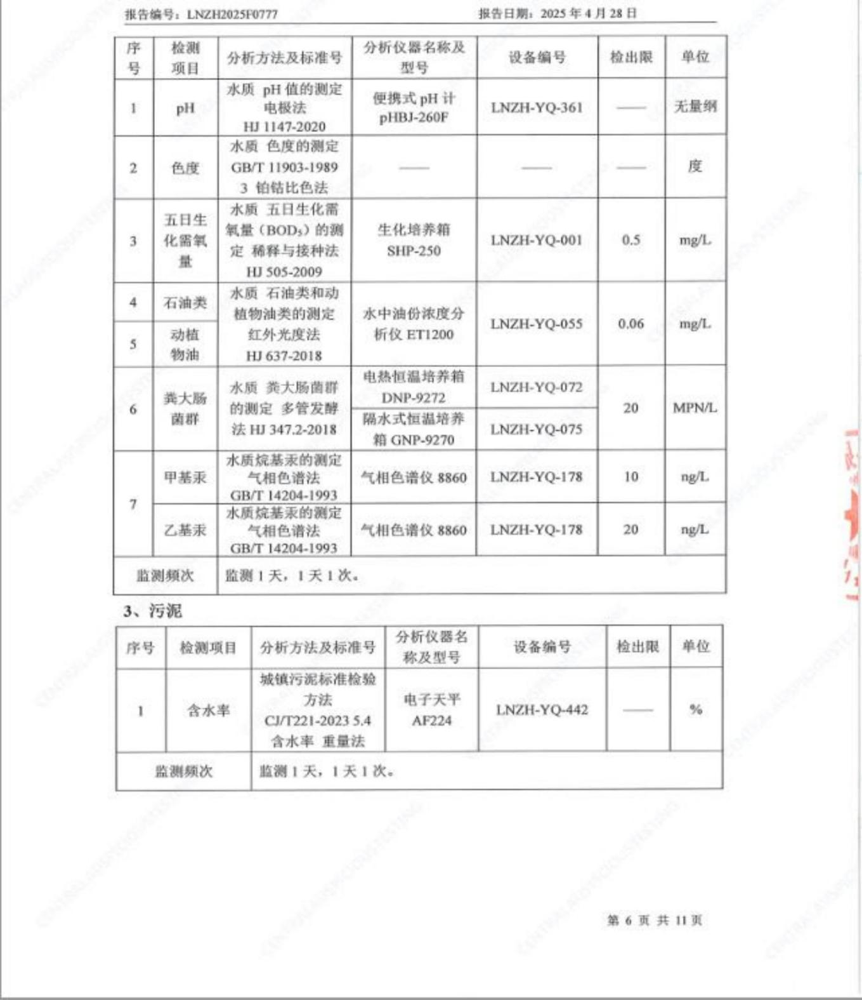 报告编号：LNZH2025F0777
报告日期：2025 年 4 月 28 日
序号
检测项目
分析方法及标准号
分析仪器名称及型号
设备编号
检出限
单位
1
pH
水质 pH 值的测定
电极法
HJ 1147-2020
便携式 pH 计
pHBJ-260F
LNZH-YQ-361
——
无量纲
2
色度
水质 色度的测定
GB/T 11903-1989
3 铂钴比色法
——
——
——
度
3
五日生
化需氧
量
水质 五日生化需
氧量（BOD₅）的测
定 稀释与接种法
HJ 505-2009
生化培养箱
SHP-250
LNZH-YQ-001
0.5
mg/L
4
石油类
5
动植
物油
水质 石油类和动
植物油类的测定
红外光度法
HJ 637-2018
水中油份浓度分
析仪 ET1200
LNZH-YQ-055
0.06
mg/L
6
粪大肠
菌群
水质 粪大肠菌群
的测定 多管发酵
法 HJ 347.2-2018
电热恒温培养箱
DNP-9272
LNZH-YQ-072
隔水式恒温培养
箱 GNP-9270
LNZH-YQ-075
20
MPN/L
7
甲基汞
水质烷基汞的测定
气相色谱法
GB/T 14204-1993
气相色谱仪 8860
LNZH-YQ-178
10
ng/L
乙基汞
水质烷基汞的测定
气相色谱法
GB/T 14204-1993
气相色谱仪 8860
LNZH-YQ-178
20
ng/L
监测频次
监测 1 天，1 天 1 次。
3、污泥
序号
检测项目
分析方法及标准号
分析仪器名
称及型号
设备编号
检出限
单位
1
含水率
城镇污泥标准检验
方法
CJ/T221-2023 5.4
含水率 重量法
电子天平
AF224
LNZH-YQ-442
——
%
监测频次
监测 1 天，1 天 1 次。
第 6 页 共 11 页